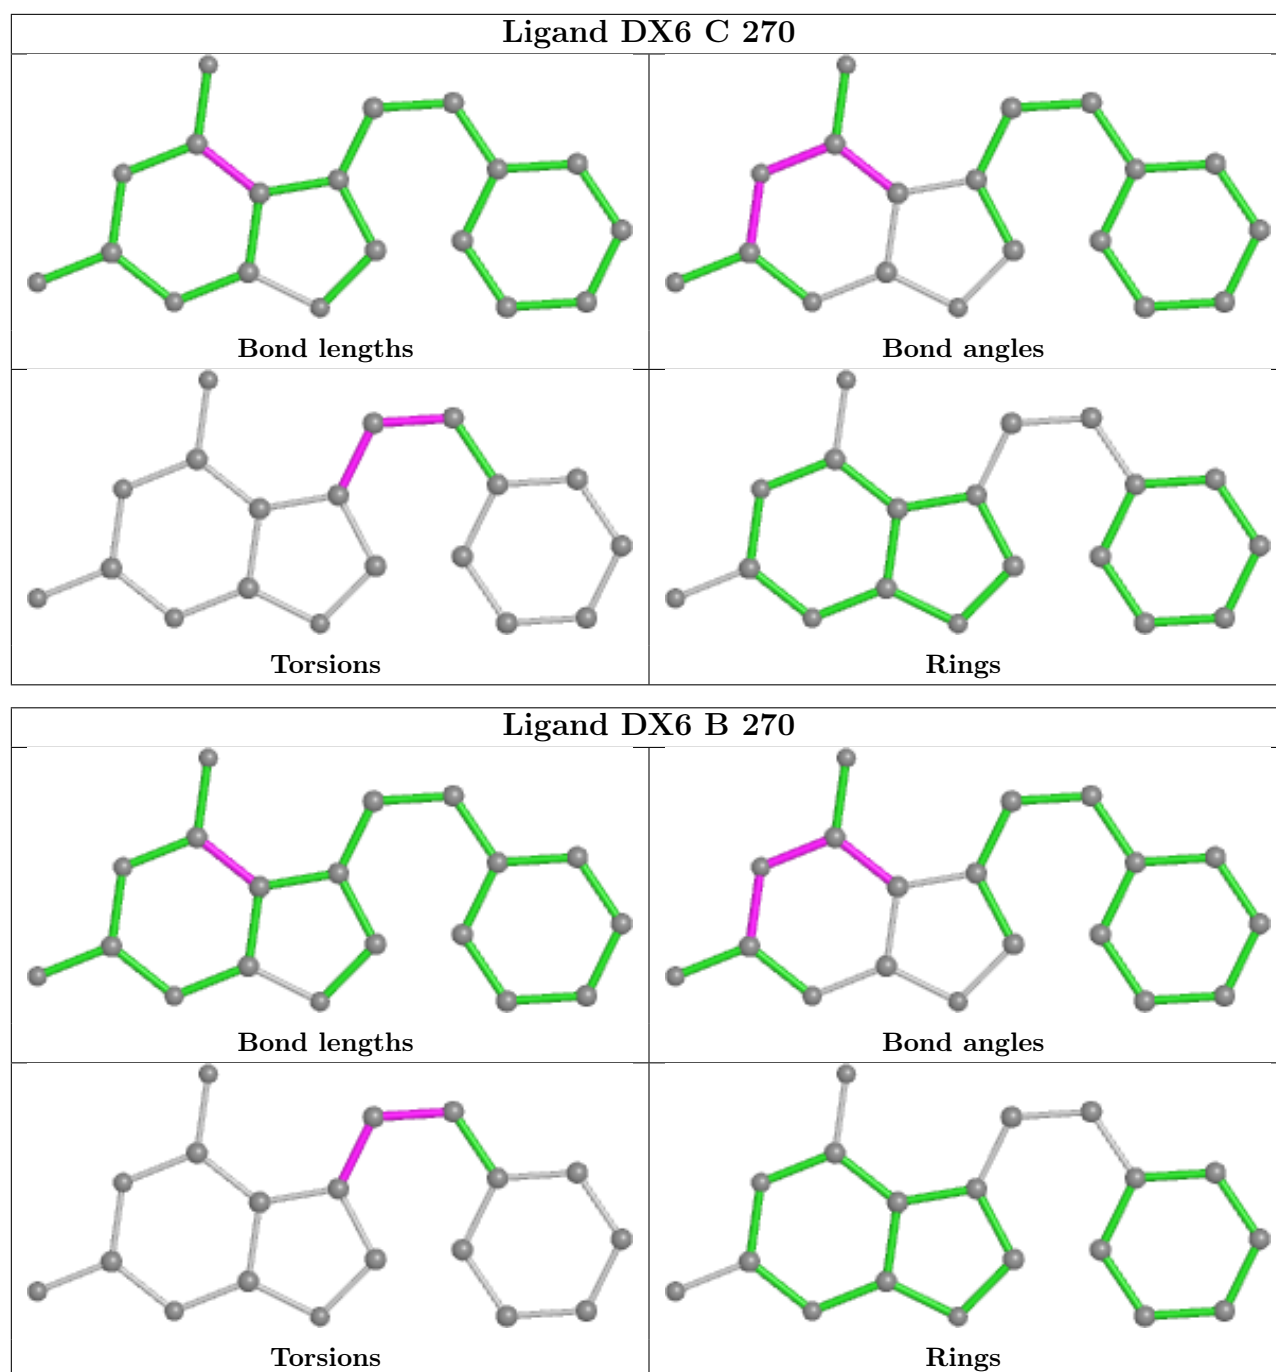 Ligand DX6 C 270
Bond lengths
Bond angles
Torsions
Rings
Ligand DX6 B 270
Bond lengths
Bond angles
Torsions
Rings